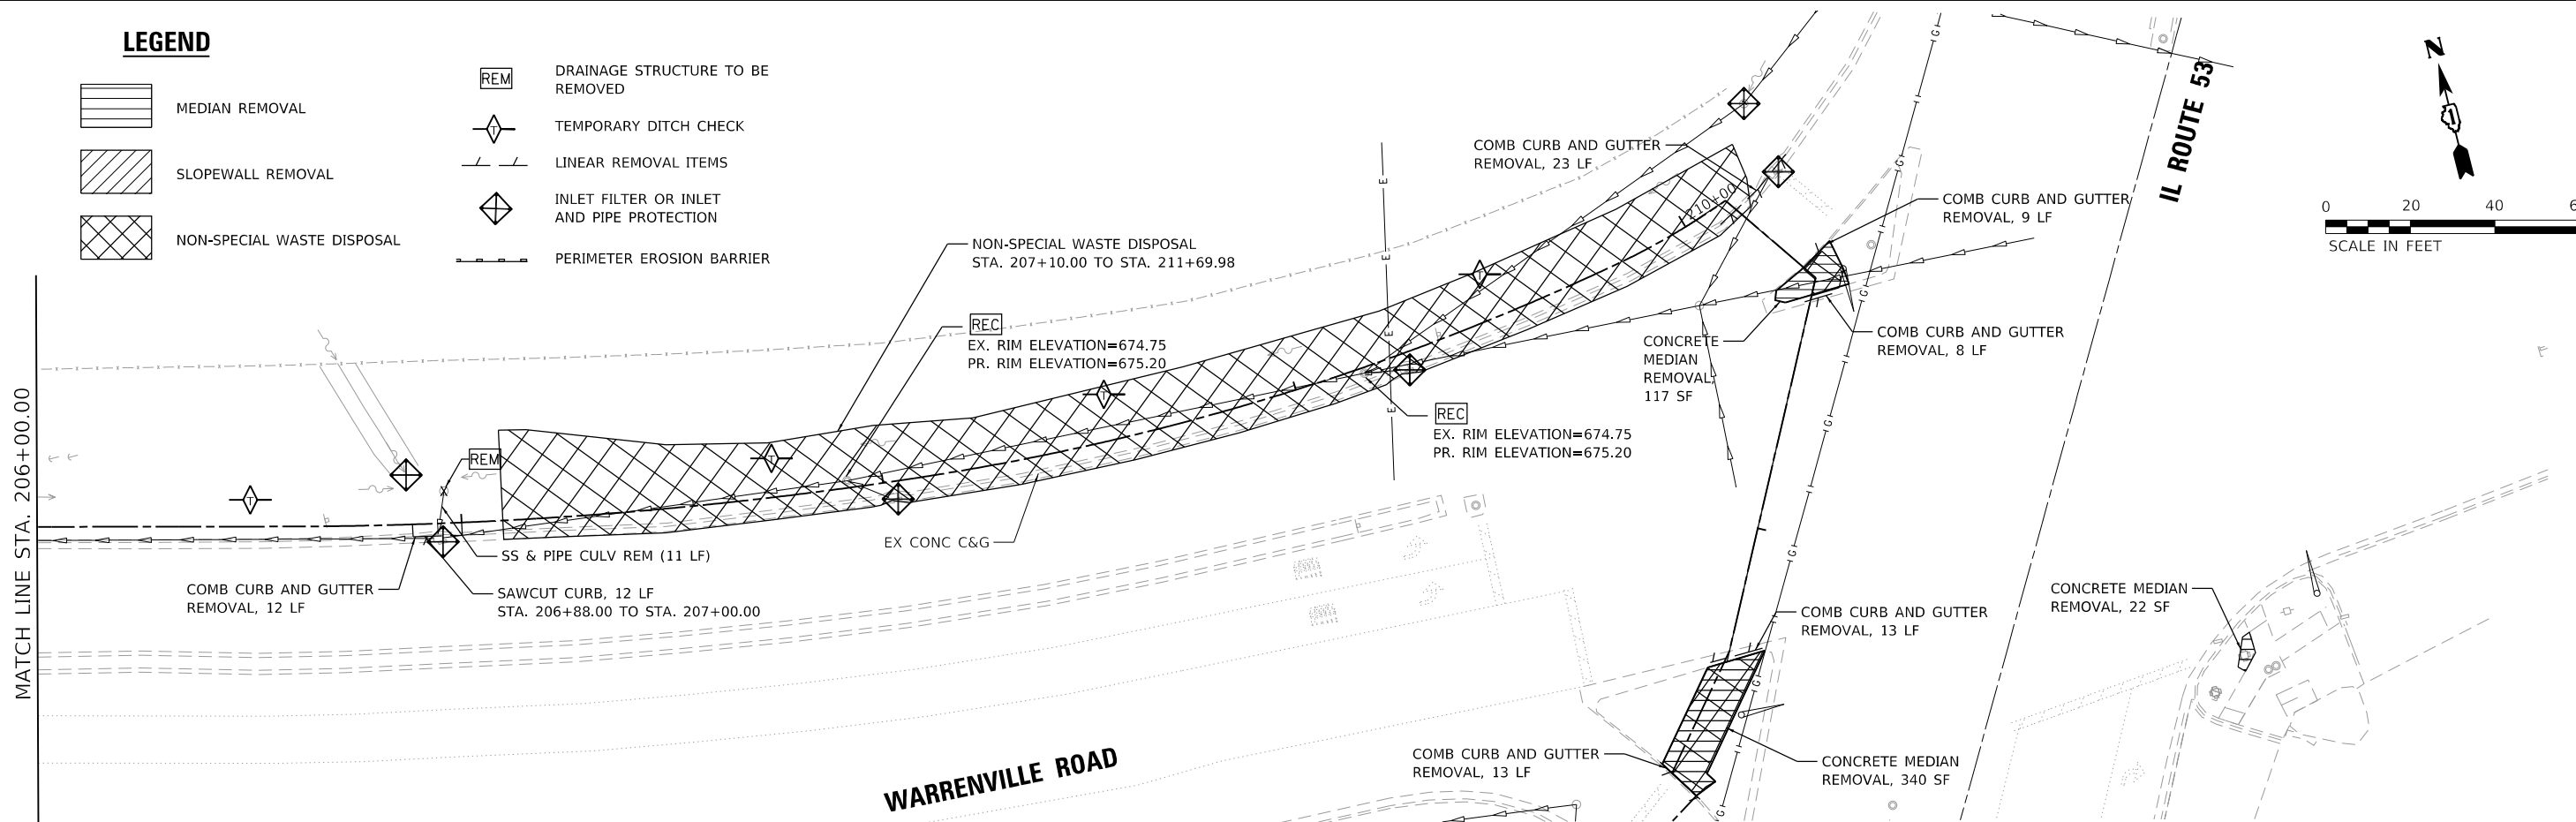 LEGEND
MEDIAN REMOVAL
SLOPEWALL REMOVAL
NON-SPECIAL WASTE DISPOSAL
REM
DRAINAGE STRUCTURE TO BE
REMOVED
T
TEMPORARY DITCH CHECK
LINEAR REMOVAL ITEMS
INLET FILTER OR INLET
AND PIPE PROTECTION
PERIMETER EROSION BARRIER
MATCH LINE STA. 206+00.00
NON-SPECIAL WASTE DISPOSAL
STA. 207+10.00 TO STA. 211+69.98
REC
EX. RIM ELEVATION=674.75
PR. RIM ELEVATION=675.20
REM
T
T
T
T
SS & PIPE CULV REM (11 LF)
COMB CURB AND GUTTER
REMOVAL, 12 LF
SAWCUT CURB, 12 LF
STA. 206+88.00 TO STA. 207+00.00
EX CONC C&G
E
E
E
E
COMB CURB AND GUTTER
REMOVAL, 23 LF
210+00
REC
EX. RIM ELEVATION=674.75
PR. RIM ELEVATION=675.20
COMB CURB AND GUTTER
REMOVAL, 9 LF
COMB CURB AND GUTTER
REMOVAL, 8 LF
CONCRETE
MEDIAN
REMOVAL,
117 SF
G
G
G
G
G
G
G
G
IL ROUTE 53
N
1
0 20 40
SCALE IN FEET
COMB CURB AND GUTTER
REMOVAL, 13 LF
COMB CURB AND GUTTER
REMOVAL, 13 LF
CONCRETE MEDIAN
REMOVAL, 340 SF
CONCRETE MEDIAN
REMOVAL, 22 SF
WARRENVILLE ROAD